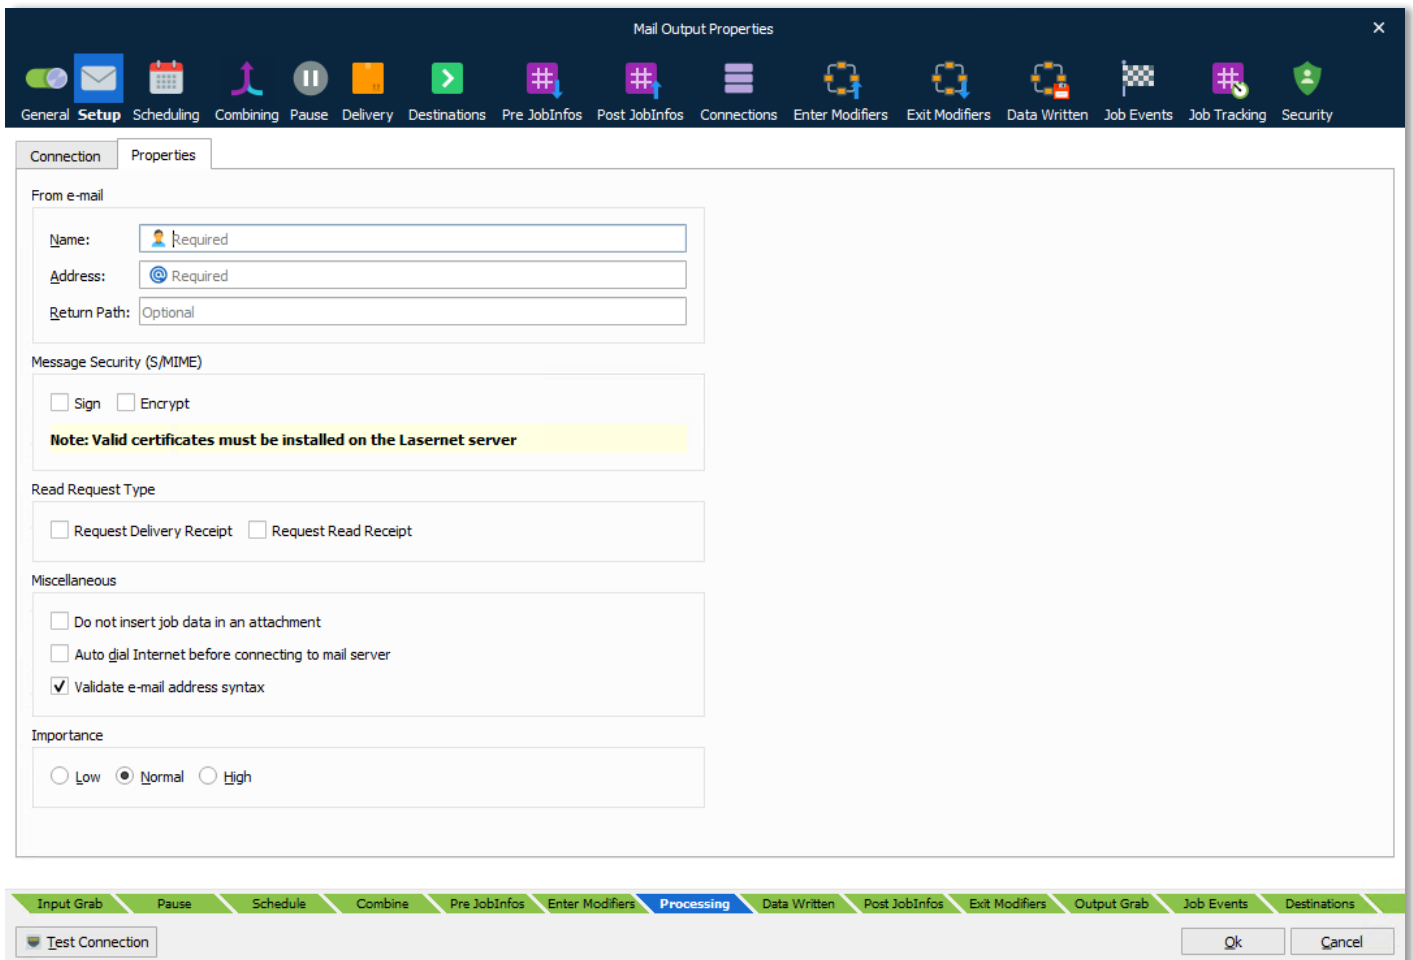 Mail Output Properties
General Setup Scheduling Combining Pause Delivery Destinations Pre JobInfos Post JobInfos Connections Enter Modifiers Exit Modifiers Data Written Job Events Job Tracking Security
Connection Properties
From e-mail
Name: Required
Address: Required
Return Path: Optional
Message Security (S/MIME)
Sign Encrypt
Note: Valid certificates must be installed on the Lasernet server
Read Request Type
Request Delivery Receipt Request Read Receipt
Miscellaneous
Do not insert job data in an attachment
Auto dial Internet before connecting to mail server
Validate e-mail address syntax
Importance
Low Normal High
Input Grab Pause Schedule Combine Pre JobInfos Enter Modifiers Processing Data Written Post JobInfos Exit Modifiers Output Grab Job Events Destinations
Test Connection Ok Cancel